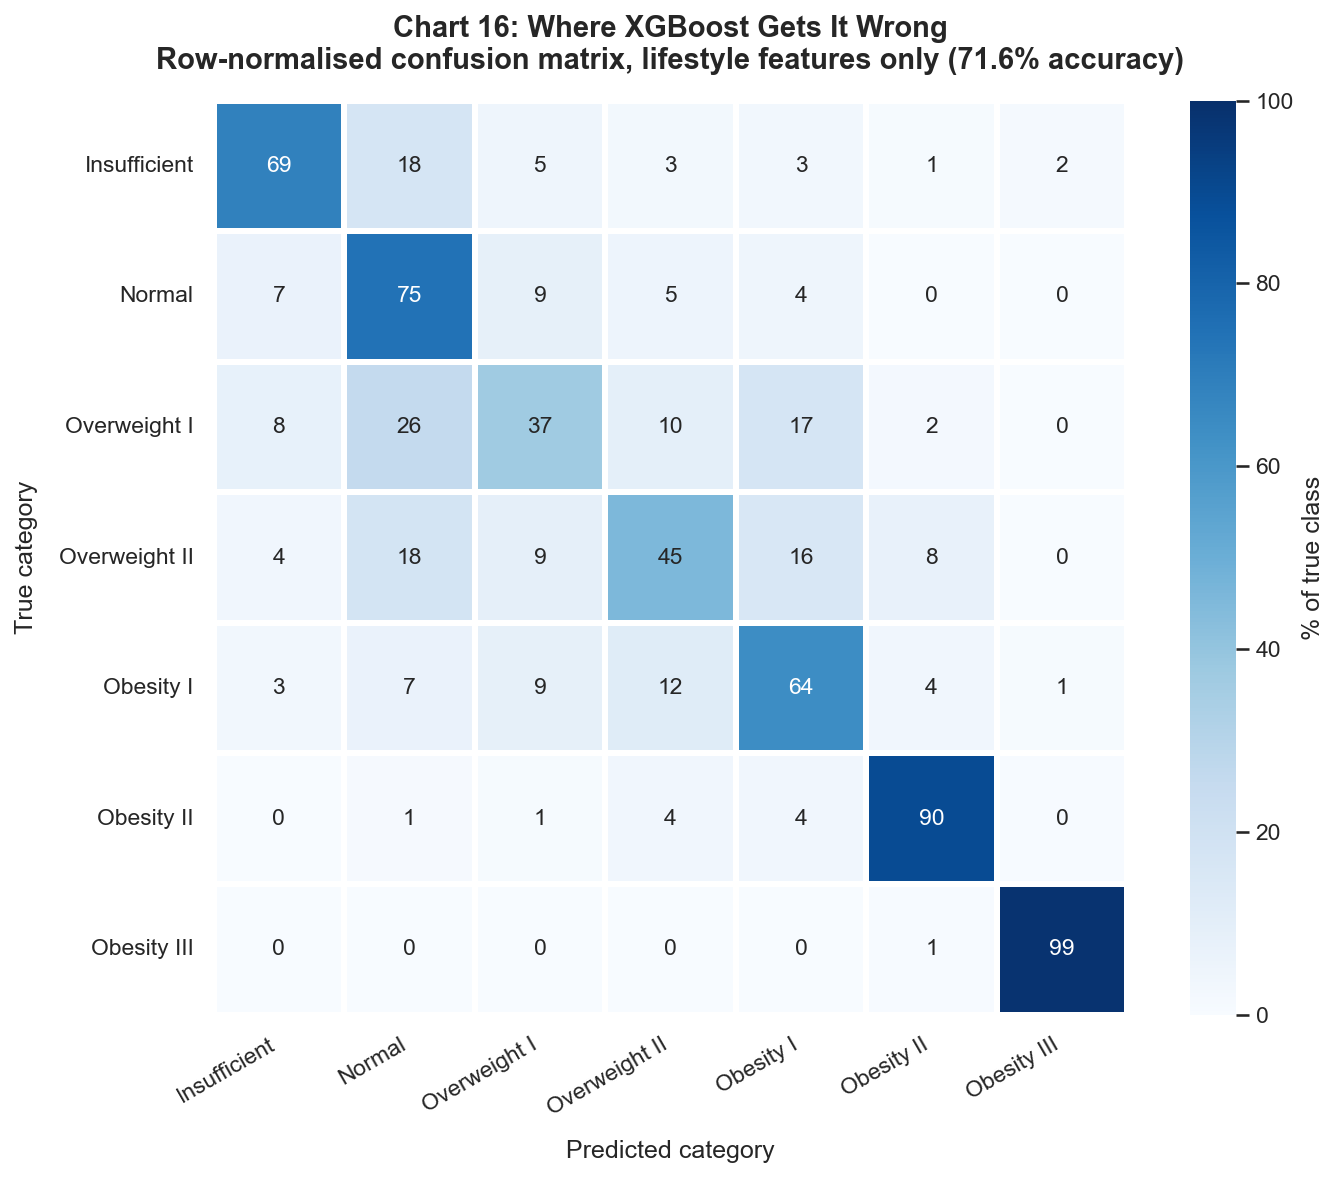 Chart 16: Where XGBoost Gets It Wrong
Row-normalised confusion matrix, lifestyle features only (71.6% accuracy)
True category
Insufficient 69 18 5 3 3 1 2
Normal 7 75 9 5 4 0 0
Overweight I 8 26 37 10 17 2 0
Overweight II 4 18 9 45 16 8 0
Obesity I 3 7 9 12 64 4 1
Obesity II 0 1 1 4 4 90 0
Obesity III 0 0 0 0 0 1 99
Insufficient Normal Overweight I Overweight II Obesity I Obesity II Obesity III
Predicted category
100
80
60
40
20
0
% of true class